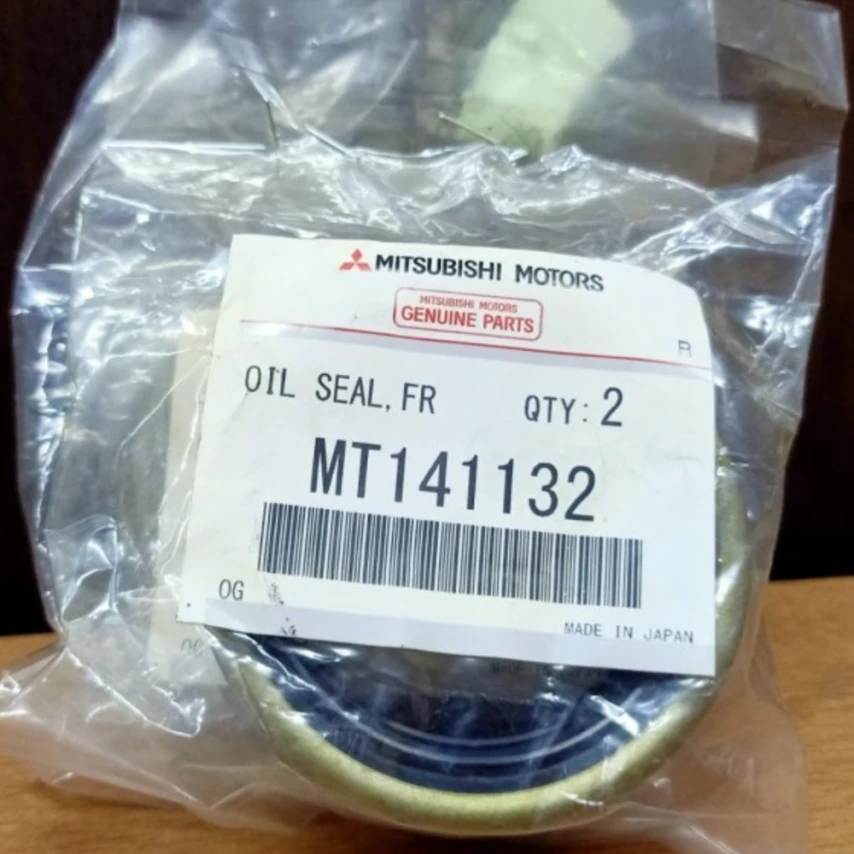 MITSUBISHI MOTORS
MITSUBISHI MOTORS
GENUINE PARTS
R
OIL SEAL, FR QTY: 2
MT141132
OG
MADE IN JAPAN